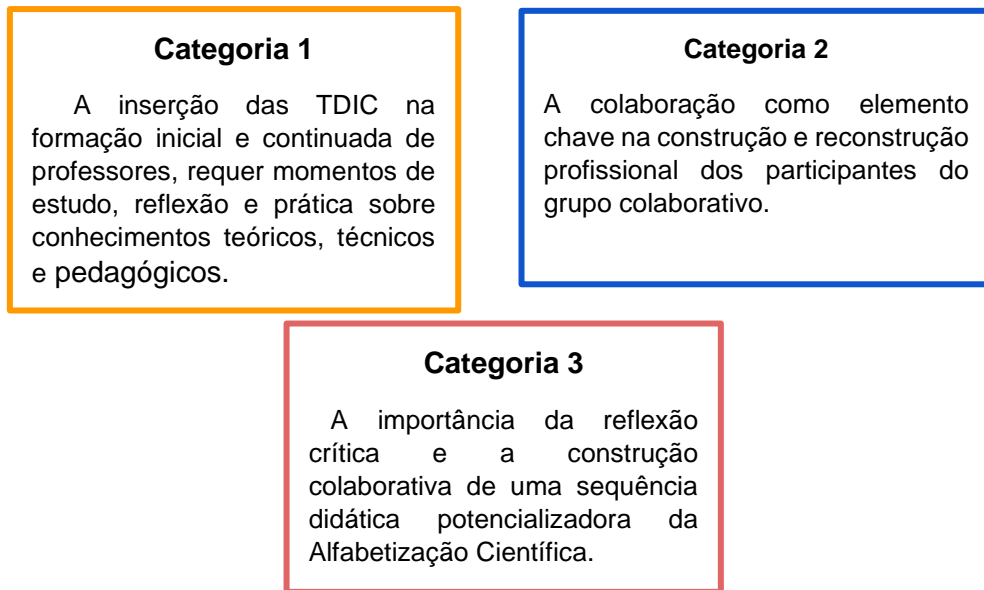 Categoria 1
A inserção das TDIC na
formação inicial e continuada de
professores, requer momentos de
estudo, reflexão e prática sobre
conhecimentos teóricos, técnicos
e pedagógicos.
Categoria 2
A colaboração como elemento
chave na construção e reconstrução
profissional dos participantes do
grupo colaborativo.
Categoria 3
A importância da reflexão
crítica e a construção
colaborativa de uma sequência
didática potencializadora da
Alfabetização Científica.